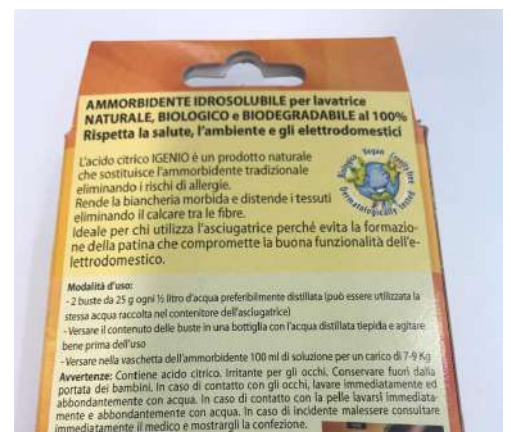 AMMORBIDENTE IDROSOLUBILE per lavatrice
NATURALE, BIOLOGICO e BIODEGRADABILE al 100%
Rispetta la salute, l'ambiente e gli elettrodomestici
L'acido citrico IGENIO è un prodotto naturale
che sostituisce l'ammorbidente tradizionale
eliminando i rischi di allergie.
Rende la biancheria morbida e distende i tessuti
eliminando il calcare tra le fibre.
Ideale per chi utilizza l'asciugatrice perché evita la formazio-
ne della patina che compromette la buona funzionalità dell'e-
lettrodomestico.
Biologico Vegan Cruelty free
Dermatologically tested
Modalità d'uso:
- 2 buste da 25 g ogni ½ litro d'acqua preferibilmente distillata (può essere utilizzata la
stessa acqua raccolta nel contenitore dell'asciugatrice)
- Versare il contenuto delle buste in una bottiglia con l'acqua distillata tiepida e agitare
bene prima dell'uso
- Versare nella vaschetta dell'ammorbidente 100 ml di soluzione per un carico di 7-9 Kg
Avvertenze: Contiene acido citrico. Irritante per gli occhi. Conservare fuori dalla
portata dei bambini. In caso di contatto con gli occhi, lavare immediatamente ed
abbondantemente con acqua. In caso di contatto con la pelle lavarsi immediata-
mente e abbondantemente con acqua. In caso di incidente malessere consultare
immediatamente il medico e mostrargli la confezione.